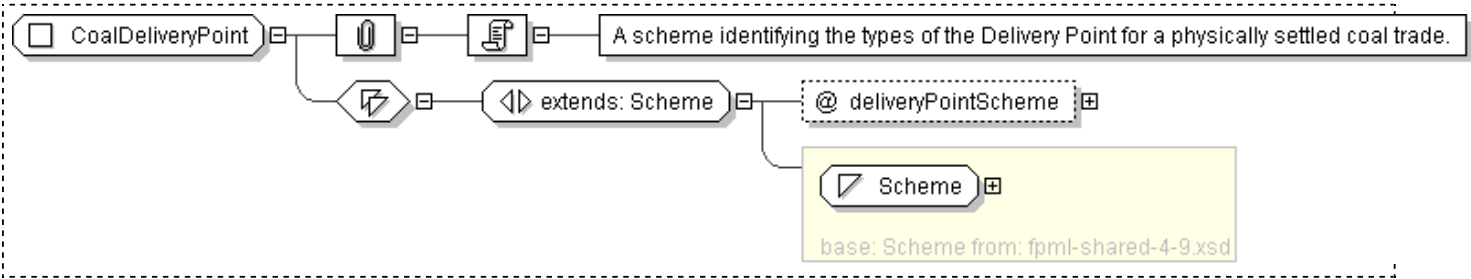 CoalDeliveryPoint
A scheme identifying the types of the Delivery Point for a physically settled coal trade.
extends: Scheme
@ deliveryPointScheme
Scheme
base: Scheme from: fpml-shared-4-9.xsd